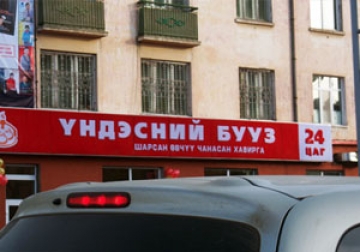 ҮНДЭСНИЙ БУУЗ
ШАРСАН ӨВЧҮҮ ЧАНАСАН ХАВИРГА
24
ЦАГ